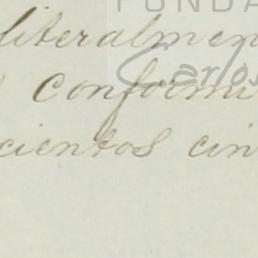 FUNDA
literalmen
Carlos
conformi
cientos cin